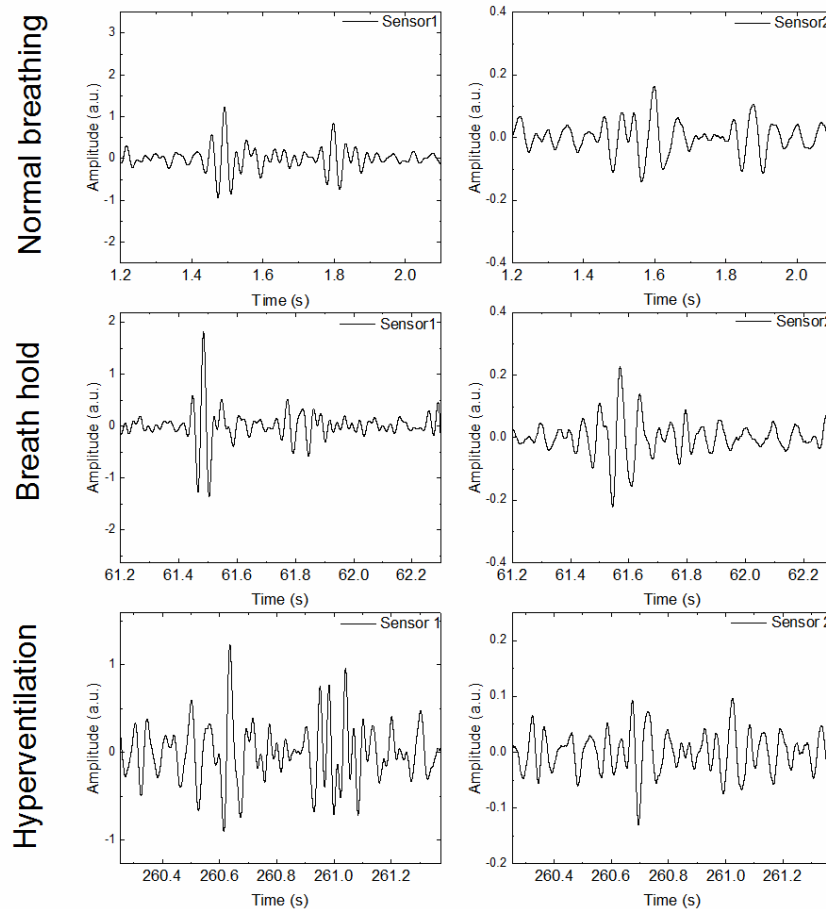 Normal breathing
Amplitude (a.u.)
3
2
1
0
-1
-2
Sensor1
1.2 1.4 1.6 1.8 2.0
Time (s)
Amplitude (a.u.)
0.4
0.2
0.0
-0.2
-0.4
Sensor2
1.2 1.4 1.6 1.8 2.0
Time (s)
Breath hold
Amplitude (a.u.)
2
1
0
-1
-2
Sensor1
61.2 61.4 61.6 61.8 62.0 62.2
Time (s)
Amplitude (a.u.)
0.4
0.2
0.0
-0.2
-0.4
Sensor2
61.2 61.4 61.6 61.8 62.0 62.2
Time (s)
Hyperventilation
Amplitude (a.u.)
1
0
-1
Sensor 1
260.4 260.6 260.8 261.0 261.2
Time (s)
Amplitude (a.u.)
0.2
0.1
0.0
-0.1
-0.2
Sensor 2
260.4 260.6 260.8 261.0 261.2
Time (s)